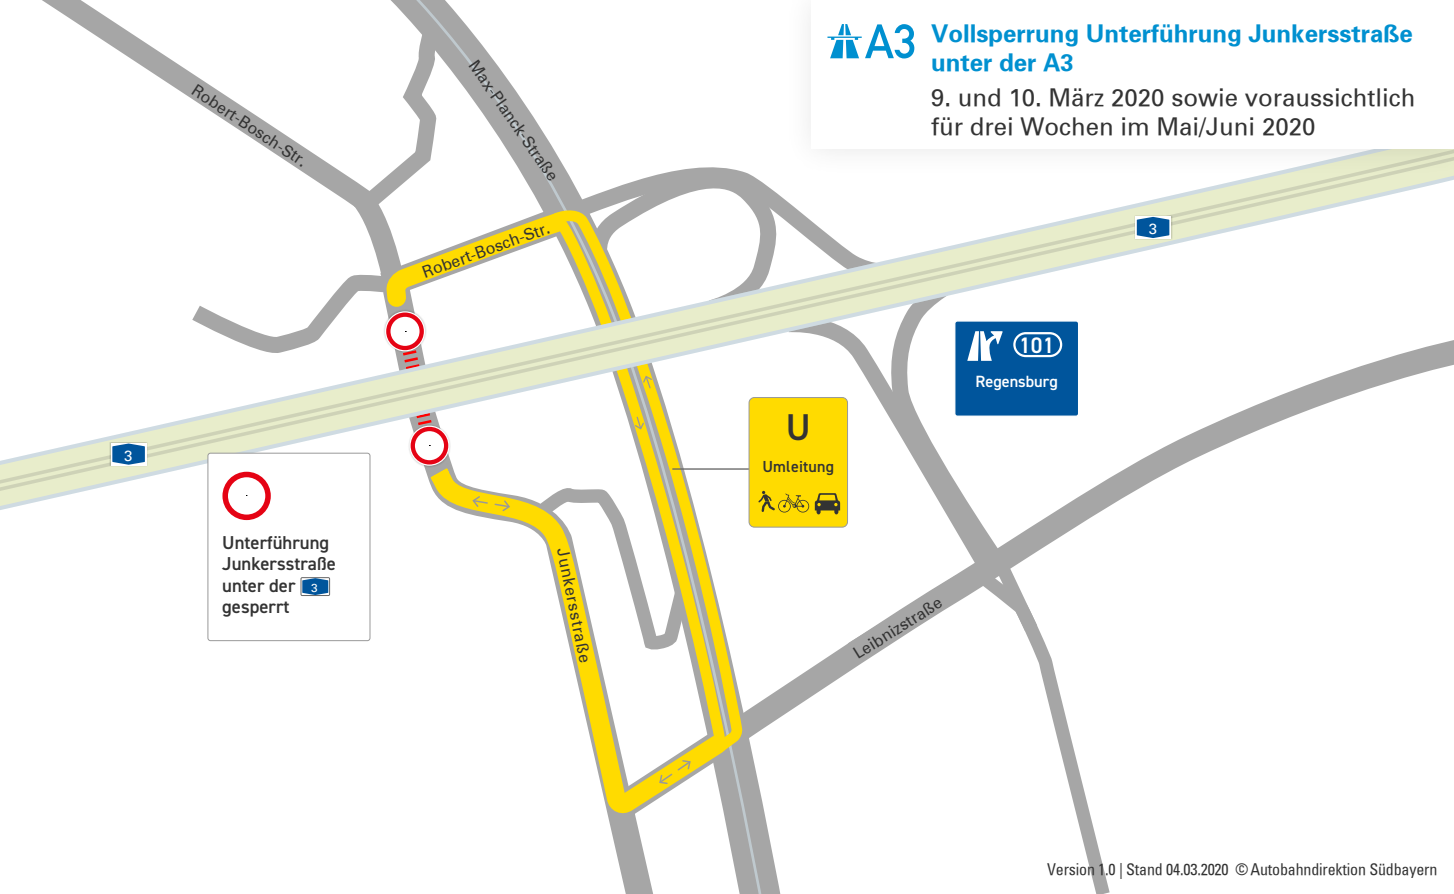 A3
Vollsperrung Unterführung Junkersstraße
unter der A3
9. und 10. März 2020 sowie voraussichtlich
für drei Wochen im Mai/Juni 2020
Robert-Bosch-Str.
Max-Planck-Straße
Robert-Bosch-Str.
3
3
101
Regensburg
U
Umleitung
Unterführung
Junkersstraße
unter der 3
gesperrt
Junkersstraße
Leibnizstraße
Version 1.0 | Stand 04.03.2020 © Autobahndirektion Südbayern